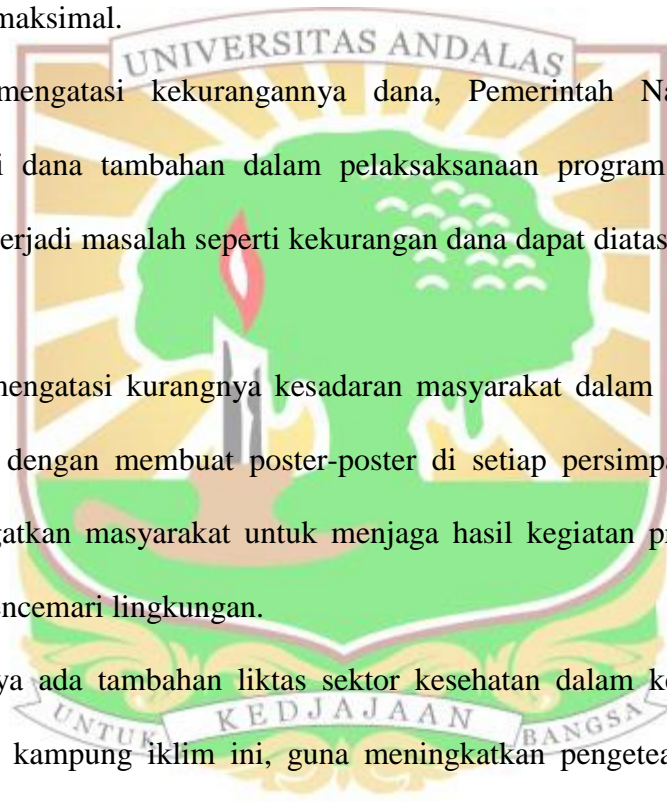 maksimal.
UNIVERSITAS ANDALAS
mengatasi kekurangannya dana, Pemerintah Na
i dana tambahan dalam pelaksaksanaan program
erjadi masalah seperti kekurangan dana dapat diatas
mengatasi kurangnya kesadaran masyarakat dalam
dengan membuat poster-poster di setiap persimpa
gatkan masyarakat untuk menjaga hasil kegiatan pr
encemari lingkungan.
ya ada tambahan liktas sektor kesehatan dalam ke
UNTUK KEDJAJAAN BANGSA
kampung iklim ini, guna meningkatkan pengetea